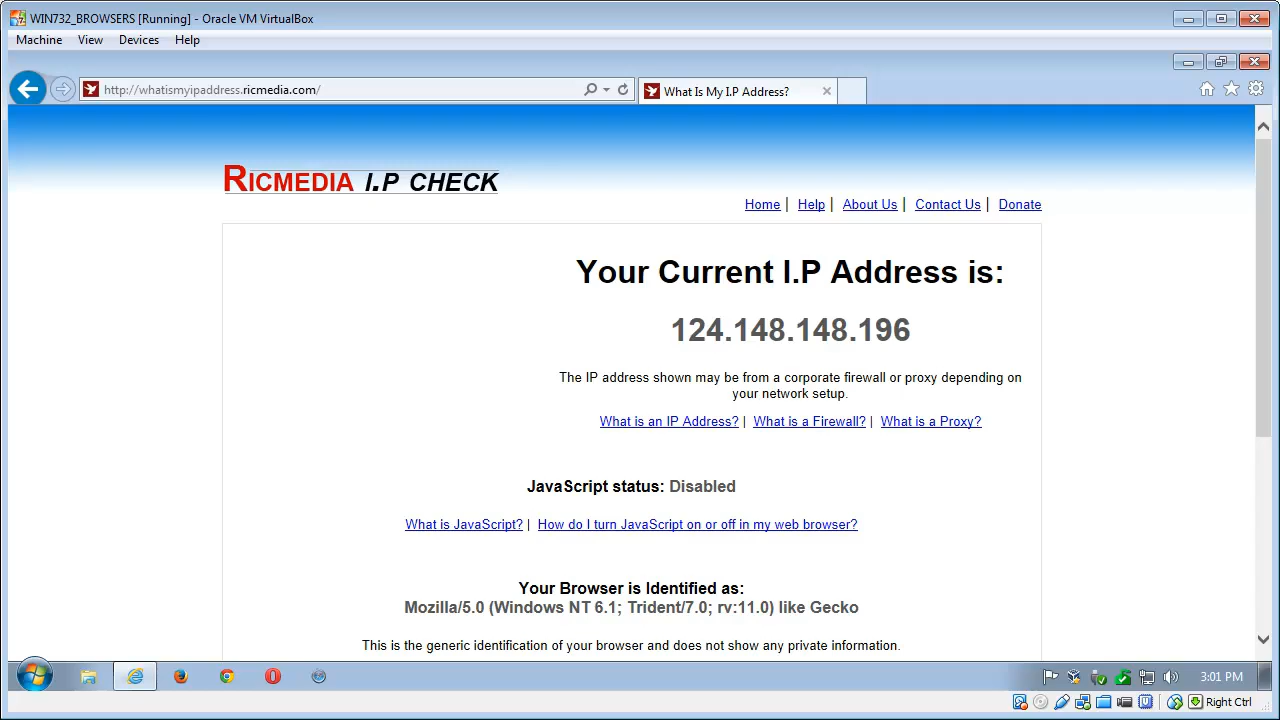 WIN732_BROWSERS [Running] - Oracle VM VirtualBox
Machine View Devices Help
http://whatismyipaddress.ricmedia.com/
What Is My I.P Address?
RICMEDIA I.P CHECK
Home | Help | About Us | Contact Us | Donate
Your Current I.P Address is:
124.148.148.196
The IP address shown may be from a corporate firewall or proxy depending on
your network setup.
What is an IP Address? | What is a Firewall? | What is a Proxy?
JavaScript status: Disabled
What is JavaScript? | How do I turn JavaScript on or off in my web browser?
Your Browser is Identified as:
Mozilla/5.0 (Windows NT 6.1; Trident/7.0; rv:11.0) like Gecko
This is the generic identification of your browser and does not show any private information.
3:01 PM
Right Ctrl